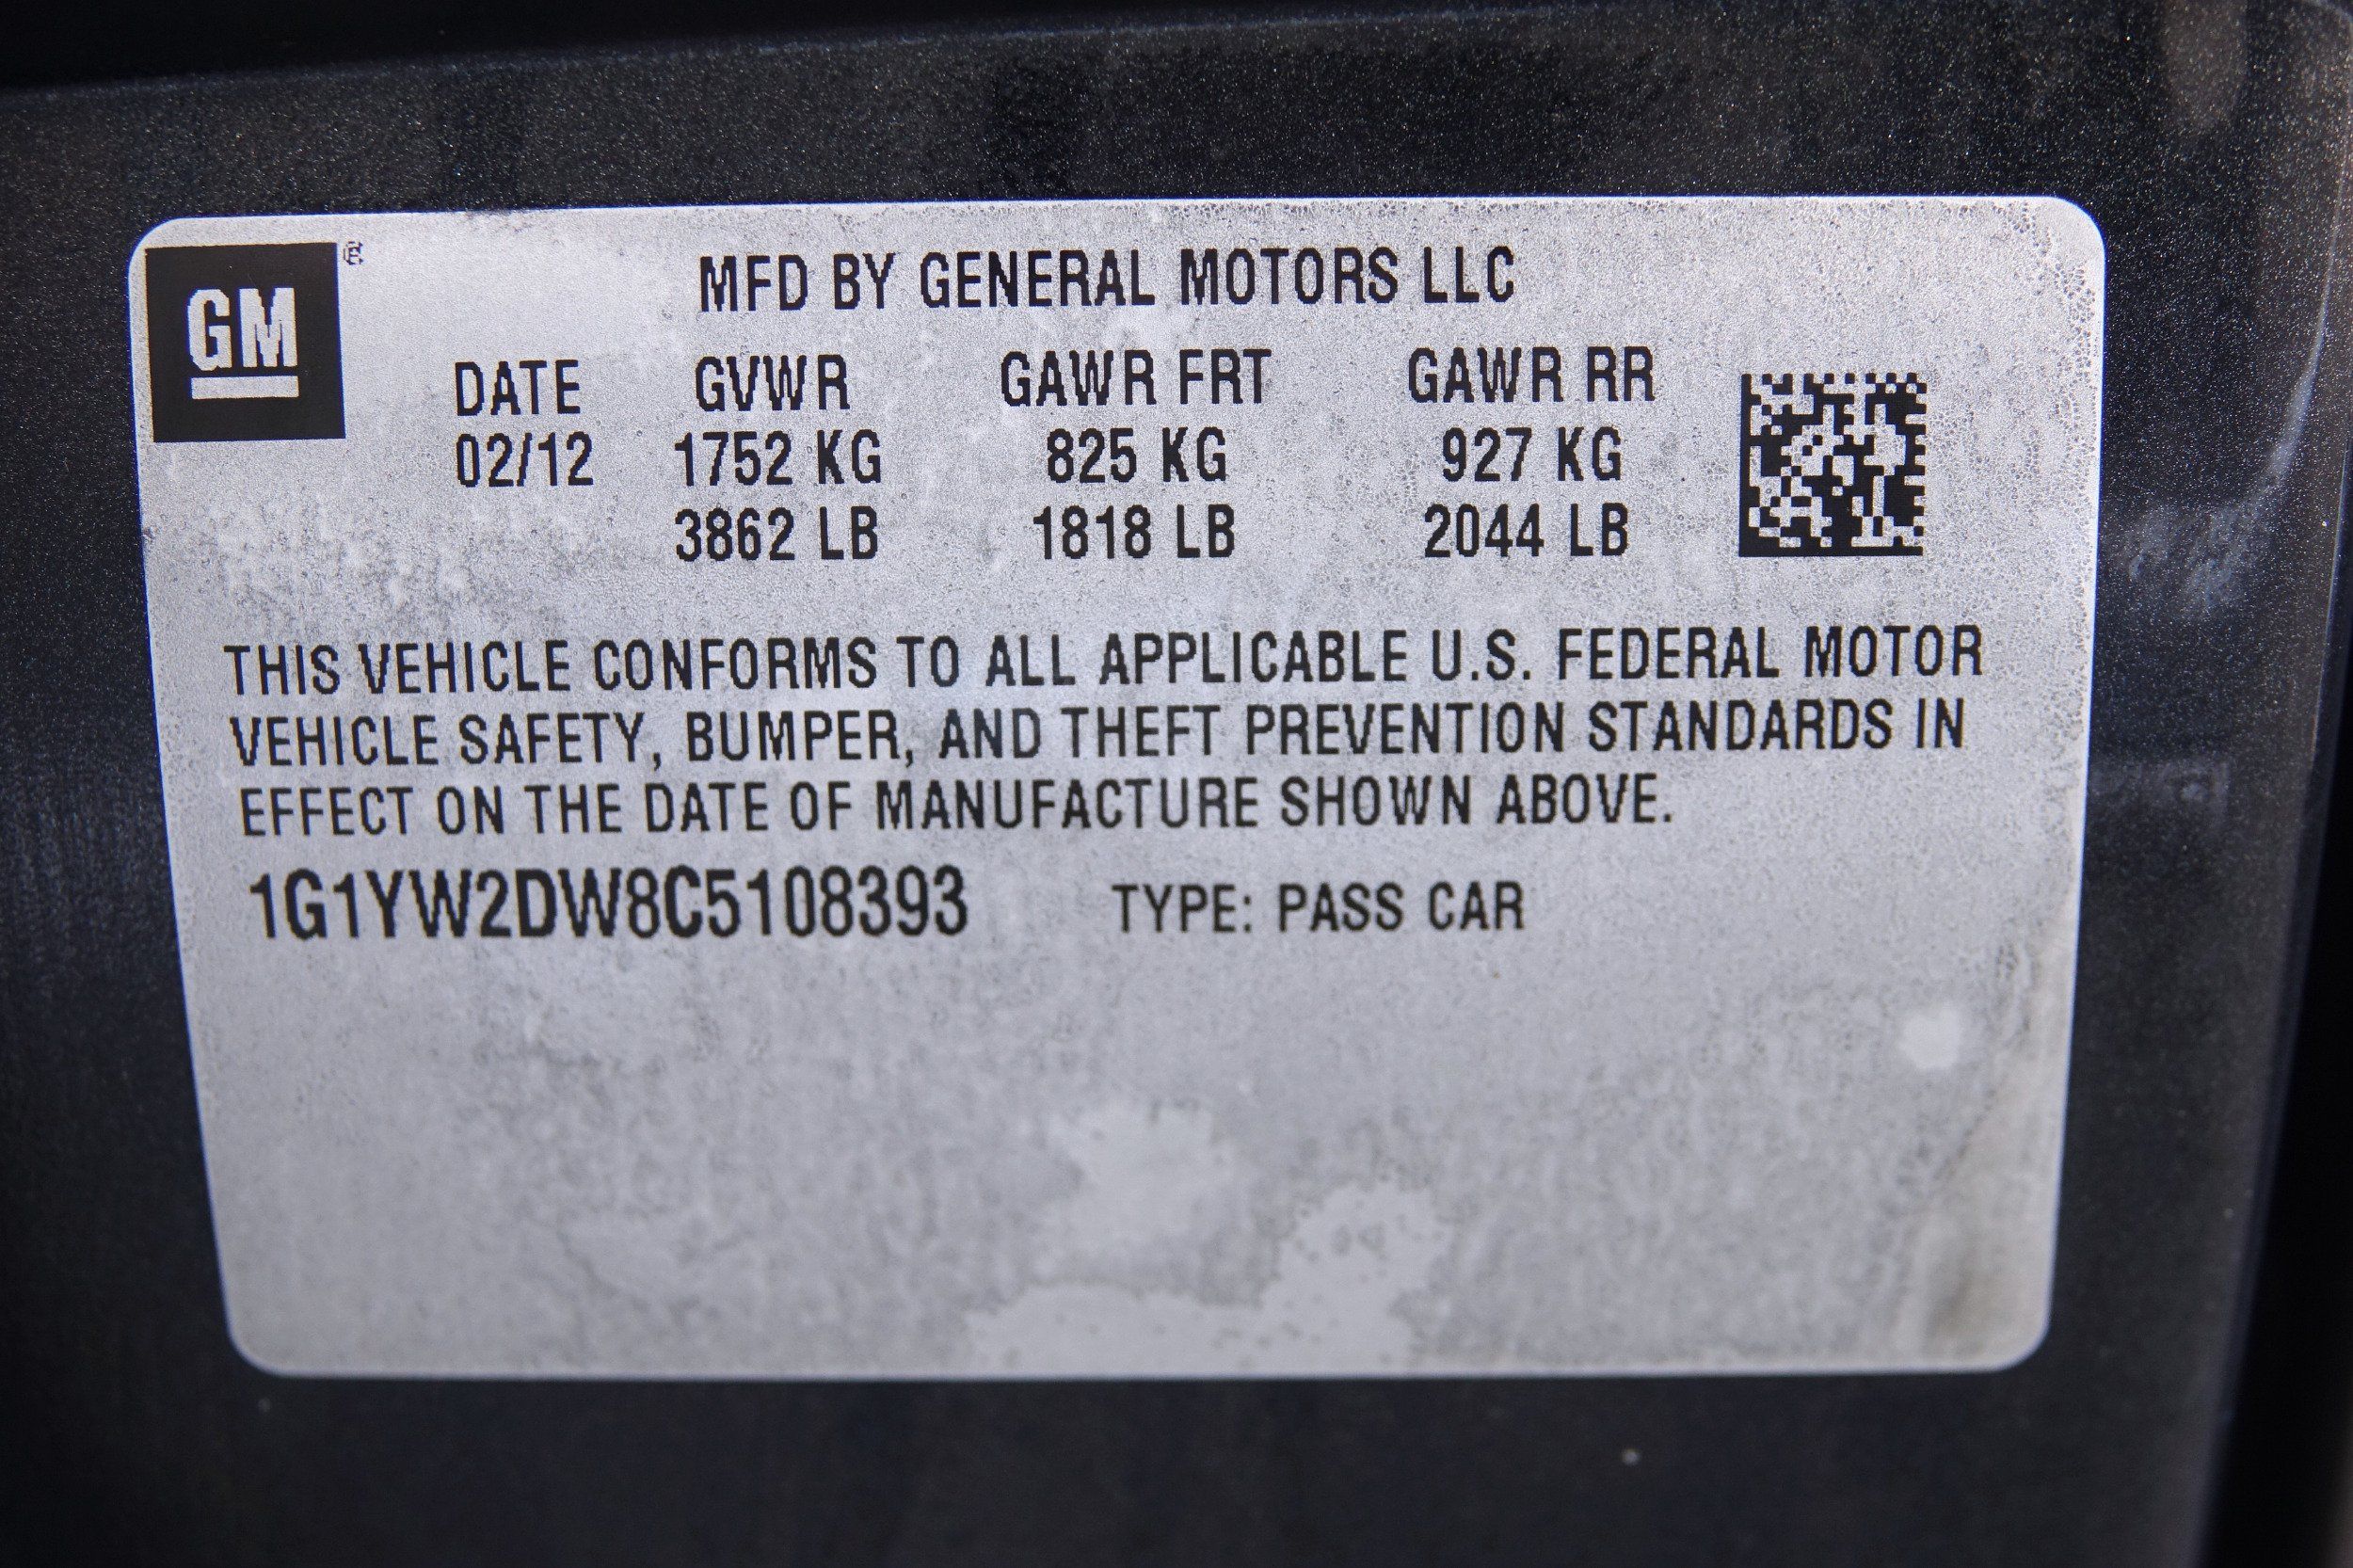 GM ®
MFD BY GENERAL MOTORS LLC
DATE GVWR GAWR FRT GAWR RR
02/12 1752 KG 825 KG 927 KG
3862 LB 1818 LB 2044 LB
THIS VEHICLE CONFORMS TO ALL APPLICABLE U.S. FEDERAL MOTOR
VEHICLE SAFETY, BUMPER, AND THEFT PREVENTION STANDARDS IN
EFFECT ON THE DATE OF MANUFACTURE SHOWN ABOVE.
1G1YW2DW8C5108393 TYPE: PASS CAR